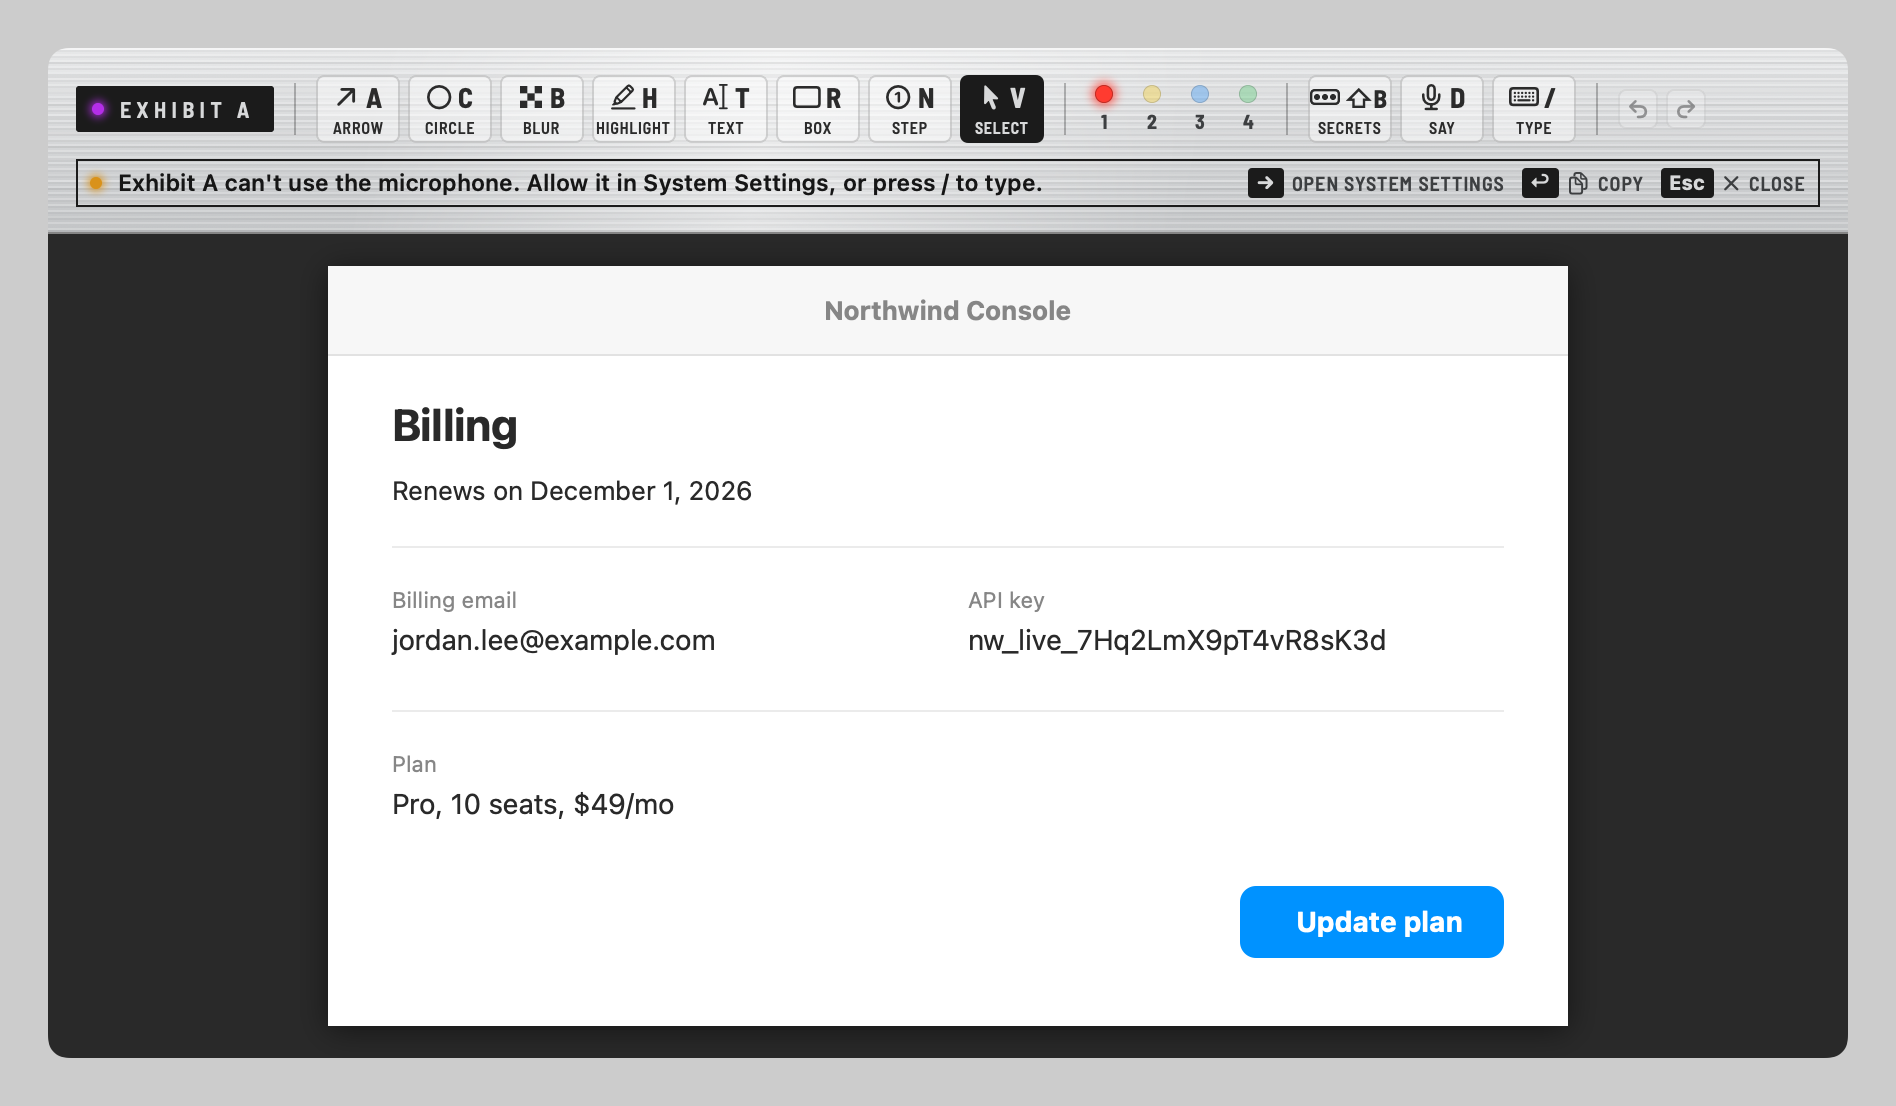 EXHIBIT A
A ARROW
C CIRCLE
B BLUR
H HIGHLIGHT
A T TEXT
R BOX
1 N STEP
V SELECT
1 2 3 4
B SECRETS
D SAY
/ TYPE
Exhibit A can't use the microphone. Allow it in System Settings, or press / to type.
OPEN SYSTEM SETTINGS COPY Esc CLOSE
Northwind Console
Billing
Renews on December 1, 2026
Billing email
jordan.lee@example.com
API key
nw_live_7Hq2LmX9pT4vR8sK3d
Plan
Pro, 10 seats, $49/mo
Update plan